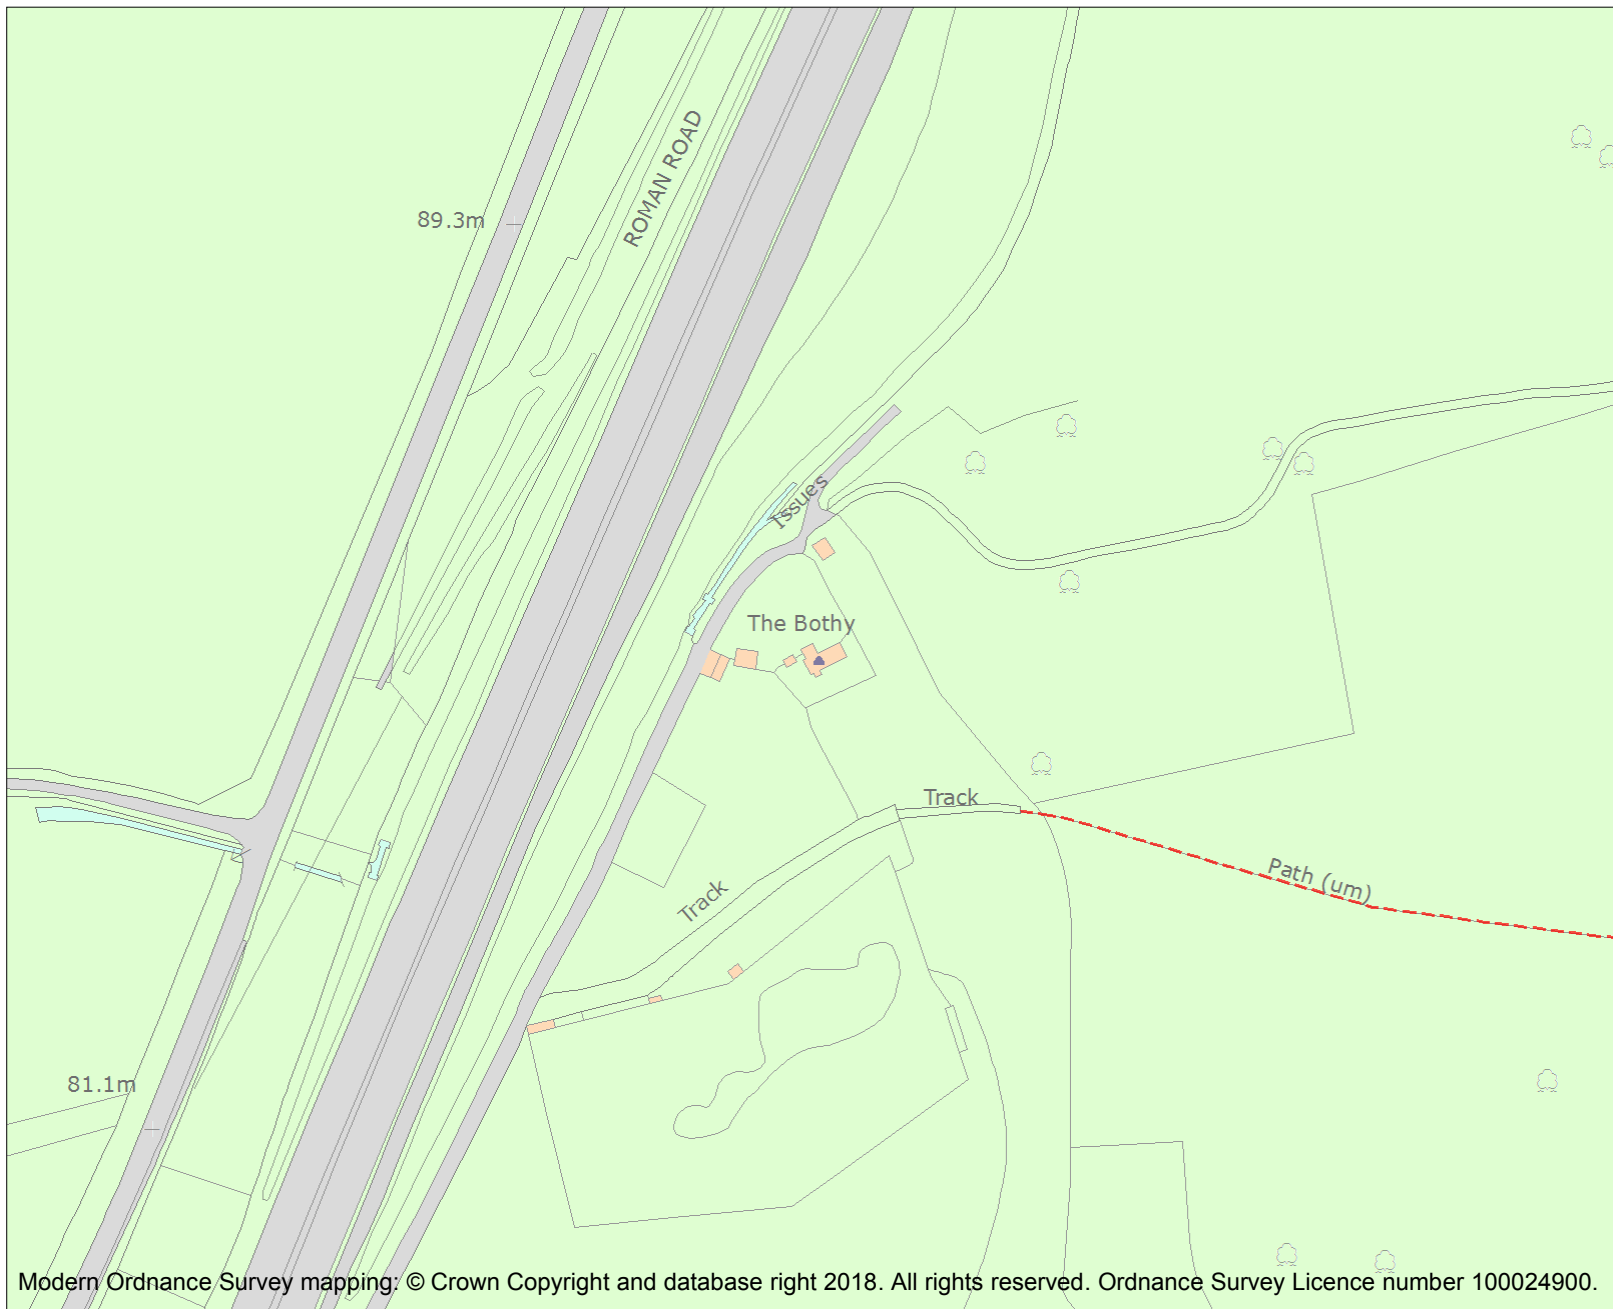 ROMAN ROAD
89.3m
Issues
The Bothy
Track
Path (um)
Track
81.1m
Modern Ordnance Survey mapping: © Crown Copyright and database right 2018. All rights reserved. Ordnance Survey Licence number 100024900.